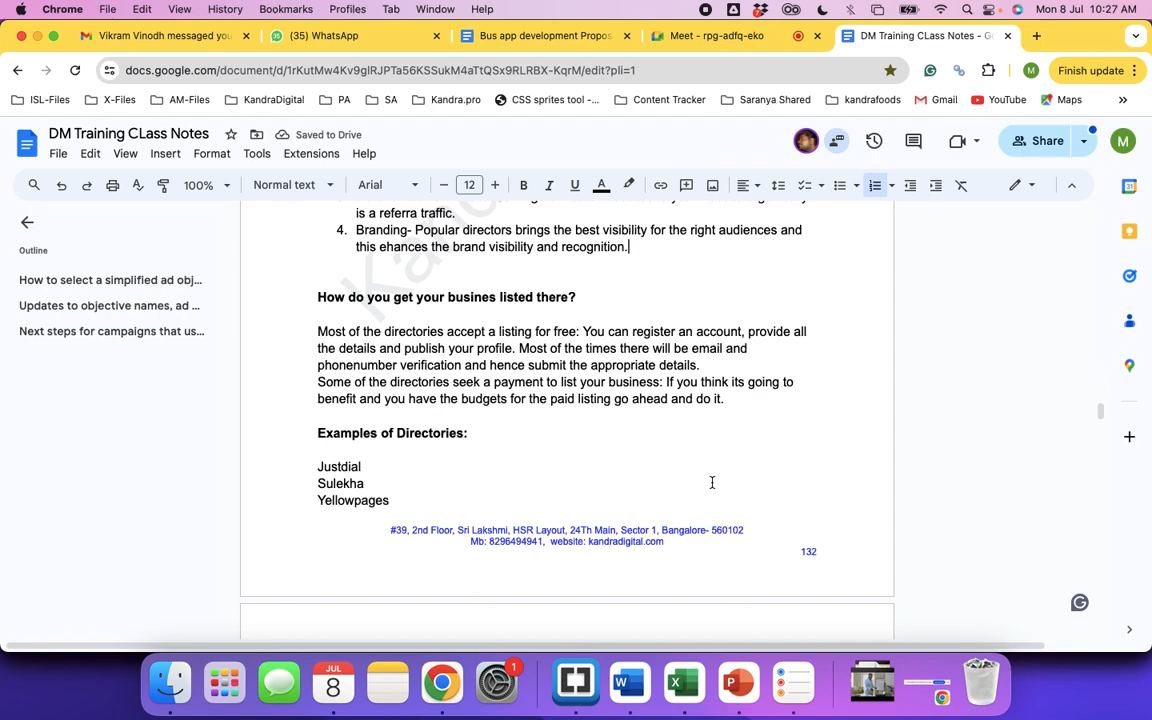 Chrome File Edit View History Bookmarks Profiles Tab Window Help Mon 8 Jul 10:27 AM
Vikram Vinodh messaged you
(35) WhatsApp
Bus app development Propos
Meet - rpg-adfq-eko
DM Training CLass Notes - Go
docs.google.com/document/d/1rKutMw4Kv9glRJPTa56KSSukM4aTtQSx9RLRBX-KqrM/edit?pli=1
Finish update
ISL-Files X-Files AM-Files KandraDigital PA SA Kandra.pro CSS sprites tool -... Content Tracker Saranya Shared kandrafoods Gmail YouTube Maps
DM Training CLass Notes Saved to Drive
File Edit View Insert Format Tools Extensions Help
Share
M
100% Normal text Arial 12
Outline
How to select a simplified ad obj...
Updates to objective names, ad ...
Next steps for campaigns that us...
is a referra traffic.
4. Branding- Popular directors brings the best visibility for the right audiences and
this ehances the brand visibility and recognition.
How do you get your busines listed there?
Most of the directories accept a listing for free: You can register an account, provide all
the details and publish your profile. Most of the times there will be email and
phonenumber verification and hence submit the appropriate details.
Some of the directories seek a payment to list your business: If you think its going to
benefit and you have the budgets for the paid listing go ahead and do it.
Examples of Directories:
Justdial
Sulekha
Yellowpages
#39, 2nd Floor, Sri Lakshmi, HSR Layout, 24Th Main, Sector 1, Bangalore- 560102
Mb: 8296494941, website: kandradigital.com
132
JUL
8
1